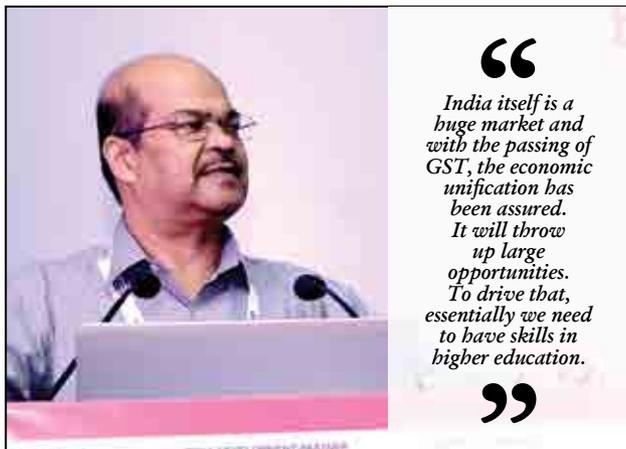 “
India itself is a
huge market and
with the passing of
GST, the economic
unification has
been assured.
It will throw
up large
opportunities.
To drive that,
essentially we need
to have skills in
higher education.
”